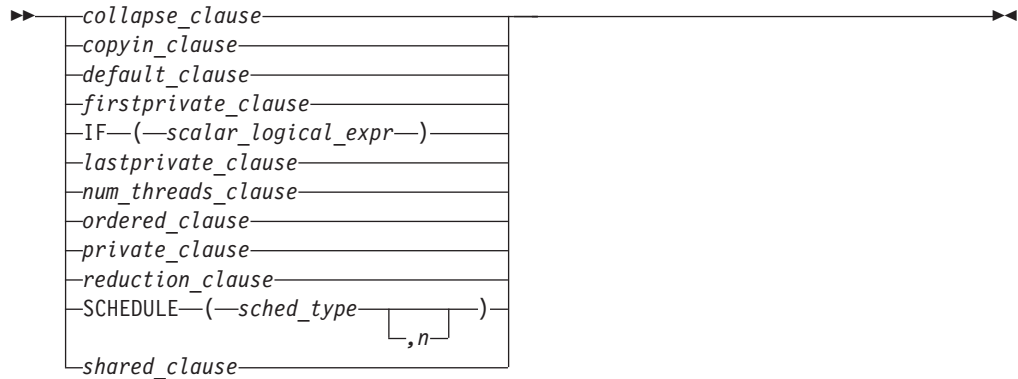 collapse_clause
copyin_clause
default_clause
firstprivate_clause
IF ( scalar_logical_expr )
lastprivate_clause
num_threads_clause
ordered_clause
private_clause
reduction_clause
SCHEDULE ( sched_type )
,n
shared_clause